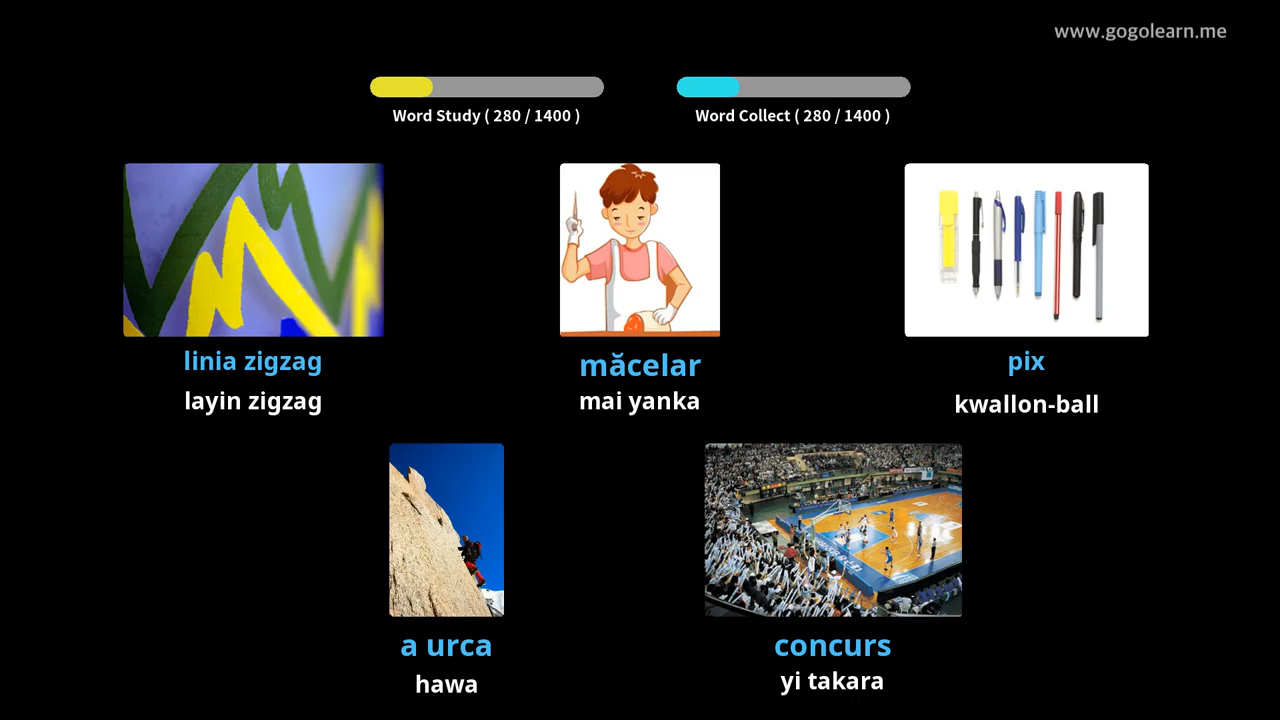 www.gogolearn.me
Word Study ( 280 / 1400 )
Word Collect ( 280 / 1400 )
linia zigzag
layin zigzag
măcelar
mai yanka
pix
kwallon-ball
a urca
hawa
concurs
yi takara